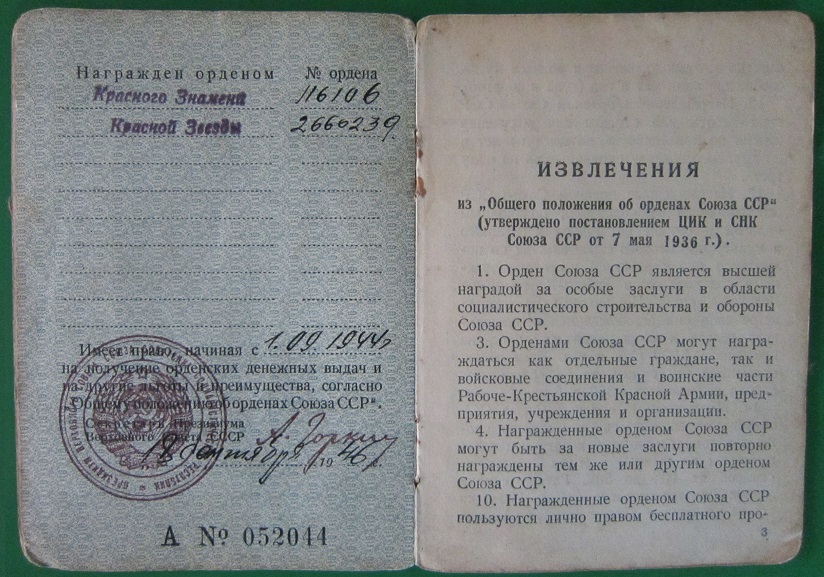 Награжден орденом № ордена
Красного Знамени 116106
Красной Звезды 2660239
Имеет право, начиная с 1.09 1944г.
на получение орденских денежных выдач и
на другие льготы и преимущества, согласно
„Общему положению об орденах Союза ССР“.
Секретарь Президиума
Верховного Совета СССР А. Горкин
18 сентября 1946 г.
А № 052044
ИЗВЛЕЧЕНИЯ
из „Общего положения об орденах Союза ССР“
(утверждено постановлением ЦИК и СНК
Союза ССР от 7 мая 1936 г.).
1. Орден Союза ССР является высшей
наградой за особые заслуги в области
социалистического строительства и обороны
Союза ССР.
3. Орденами Союза ССР могут награ-
ждаться как отдельные граждане, так и
войсковые соединения и воинские части
Рабоче-Крестьянской Красной Армии, пред-
приятия, учреждения и организации.
4. Награжденные орденом Союза ССР
могут быть за новые заслуги повторно
награждены тем же или другим орденом
Союза ССР.
10. Награжденные орденом Союза ССР
пользуются лично правом бесплатного про-
3